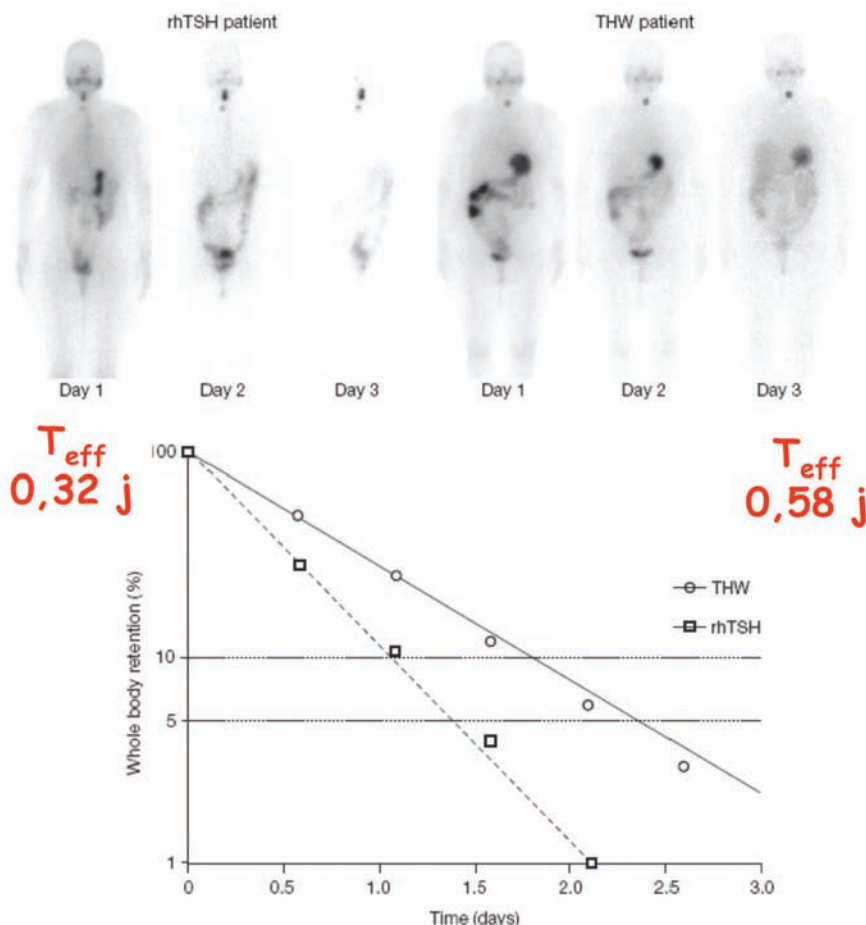 rhTSH patient
THW patient
Day 1
Day 2
Day 3
Day 1
Day 2
Day 3
Teff
0,32 j
Teff
0,58 j
Whole body retention (%)
100
10
5
1
THW
rhTSH
0
0.5
1.0
1.5
2.0
2.5
3.0
Time (days)